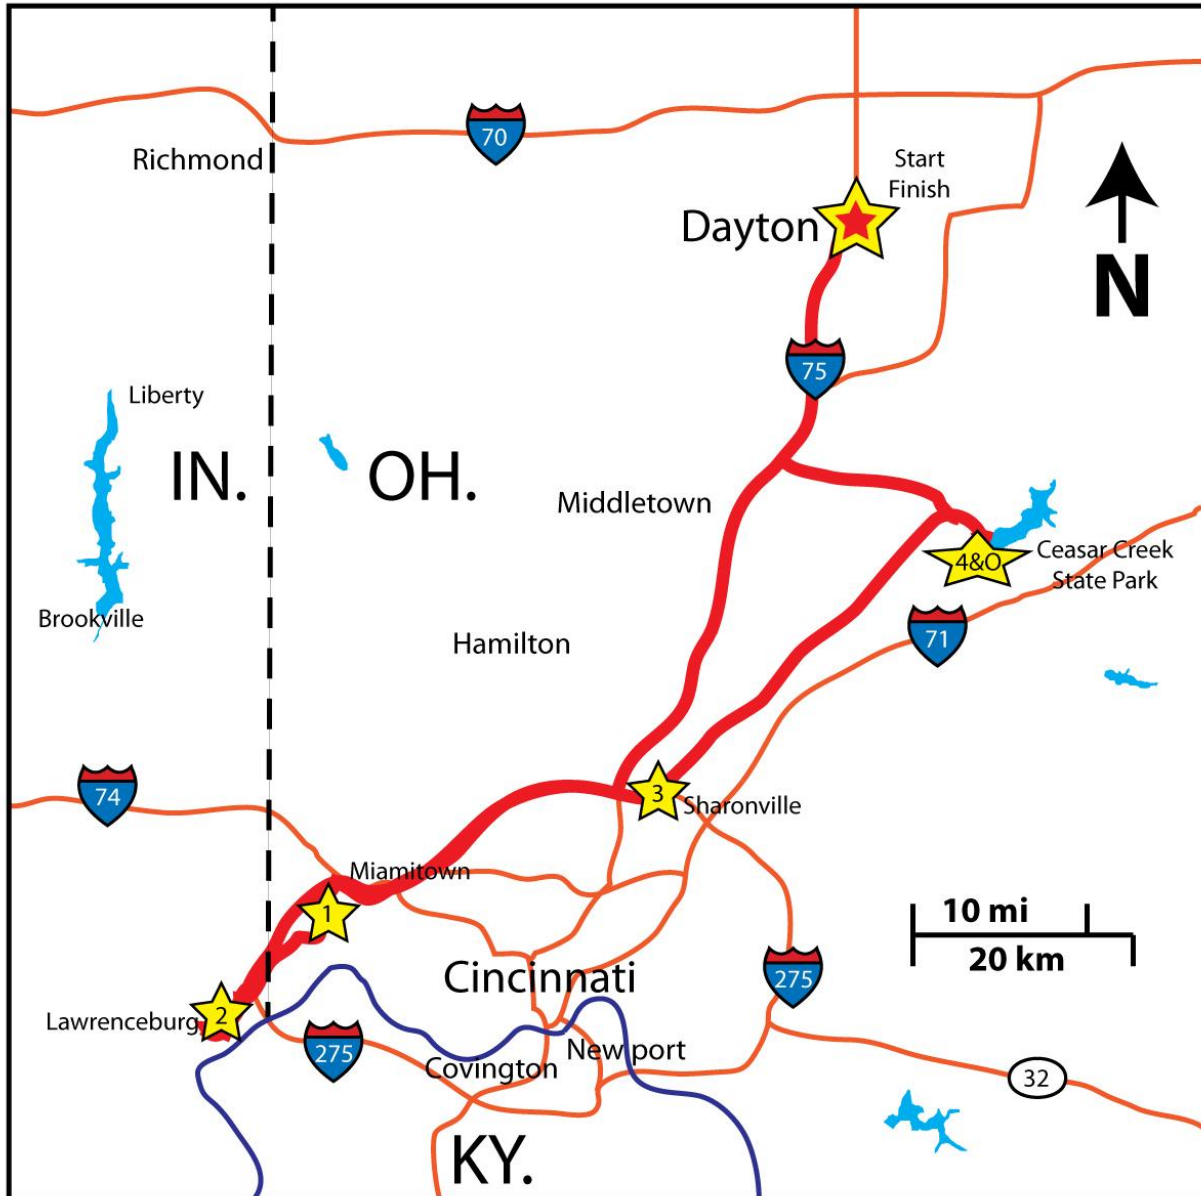 70
Richmond
Start
Finish
Dayton
N
75
Liberty
IN.
OH.
Middletown
4&O
Ceasar Creek
State Park
Brookville
71
Hamilton
74
3
Sharonville
Miamitown
1
10 mi
20 km
Cincinnati
275
2
Lawrenceburg
275
Covington
New port
32
KY.